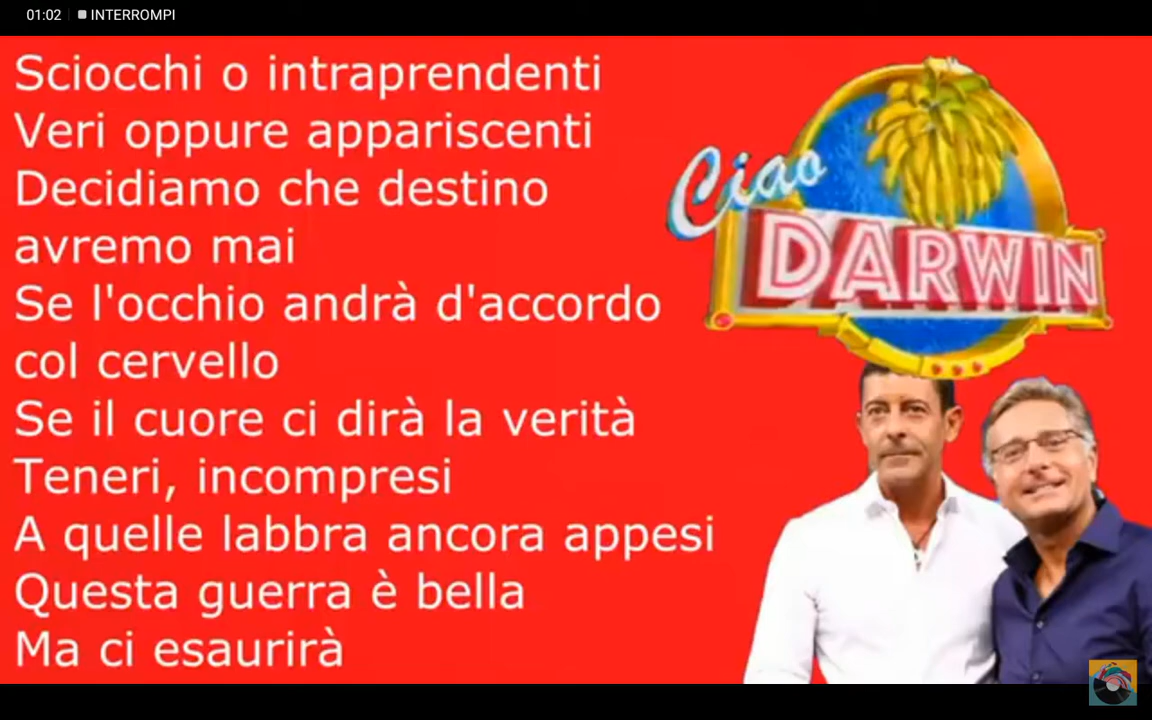 01:02 INTERROMPI
Sciocchi o intraprendenti
Veri oppure appariscenti
Decidiamo che destino
avremo mai
Se l'occhio andrà d'accordo
col cervello
Se il cuore ci dirà la verità
Teneri, incompresi
A quelle labbra ancora appesi
Questa guerra è bella
Ma ci esaurirà
Ciao
DARWIN